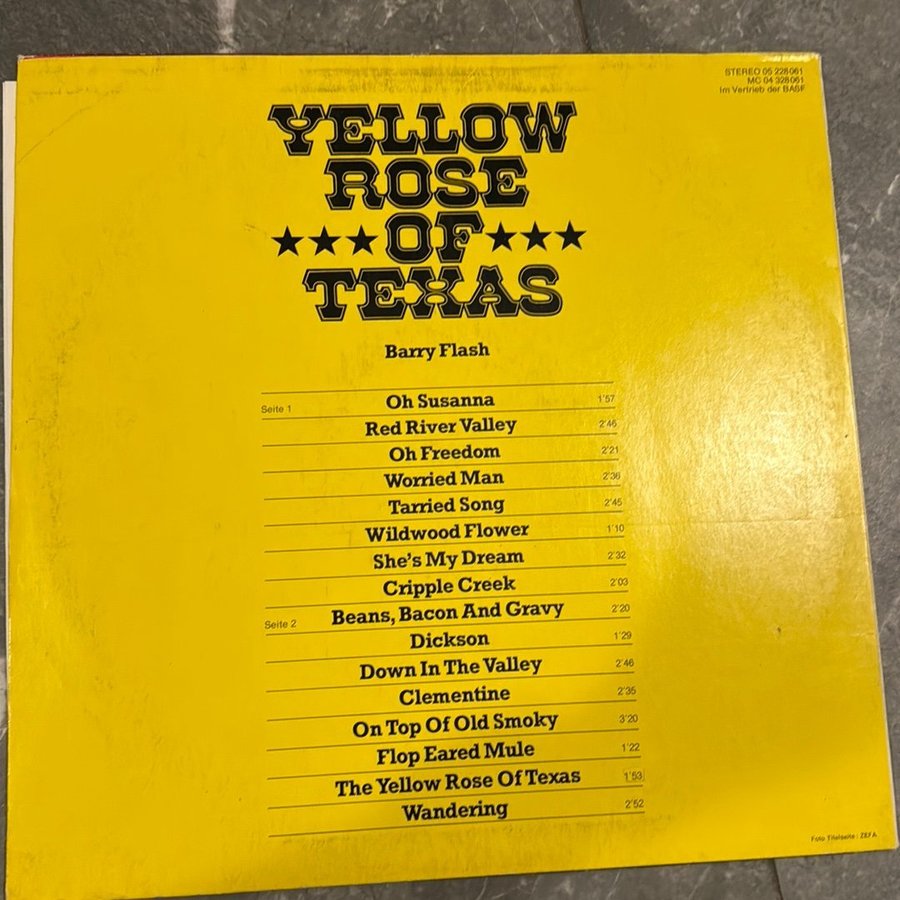 STEREO 05 228061
MC 04 328061
Im Vertrieb der BASF
YELLOW
ROSE
★★★OF★★★
TEXAS
Barry Flash
Seite 1 Oh Susanna 1'57
Red River Valley 2'46
Oh Freedom 2'21
Worried Man 2'36
Tarried Song 2'45
Wildwood Flower 1'10
She's My Dream 2'32
Cripple Creek 2'03
Seite 2 Beans, Bacon And Gravy 2'20
Dickson 1'29
Down In The Valley 2'46
Clementine 2'35
On Top Of Old Smoky 3'20
Flop Eared Mule 1'22
The Yellow Rose Of Texas 1'53
Wandering 2'52
Foto Titelseite: ZEFA